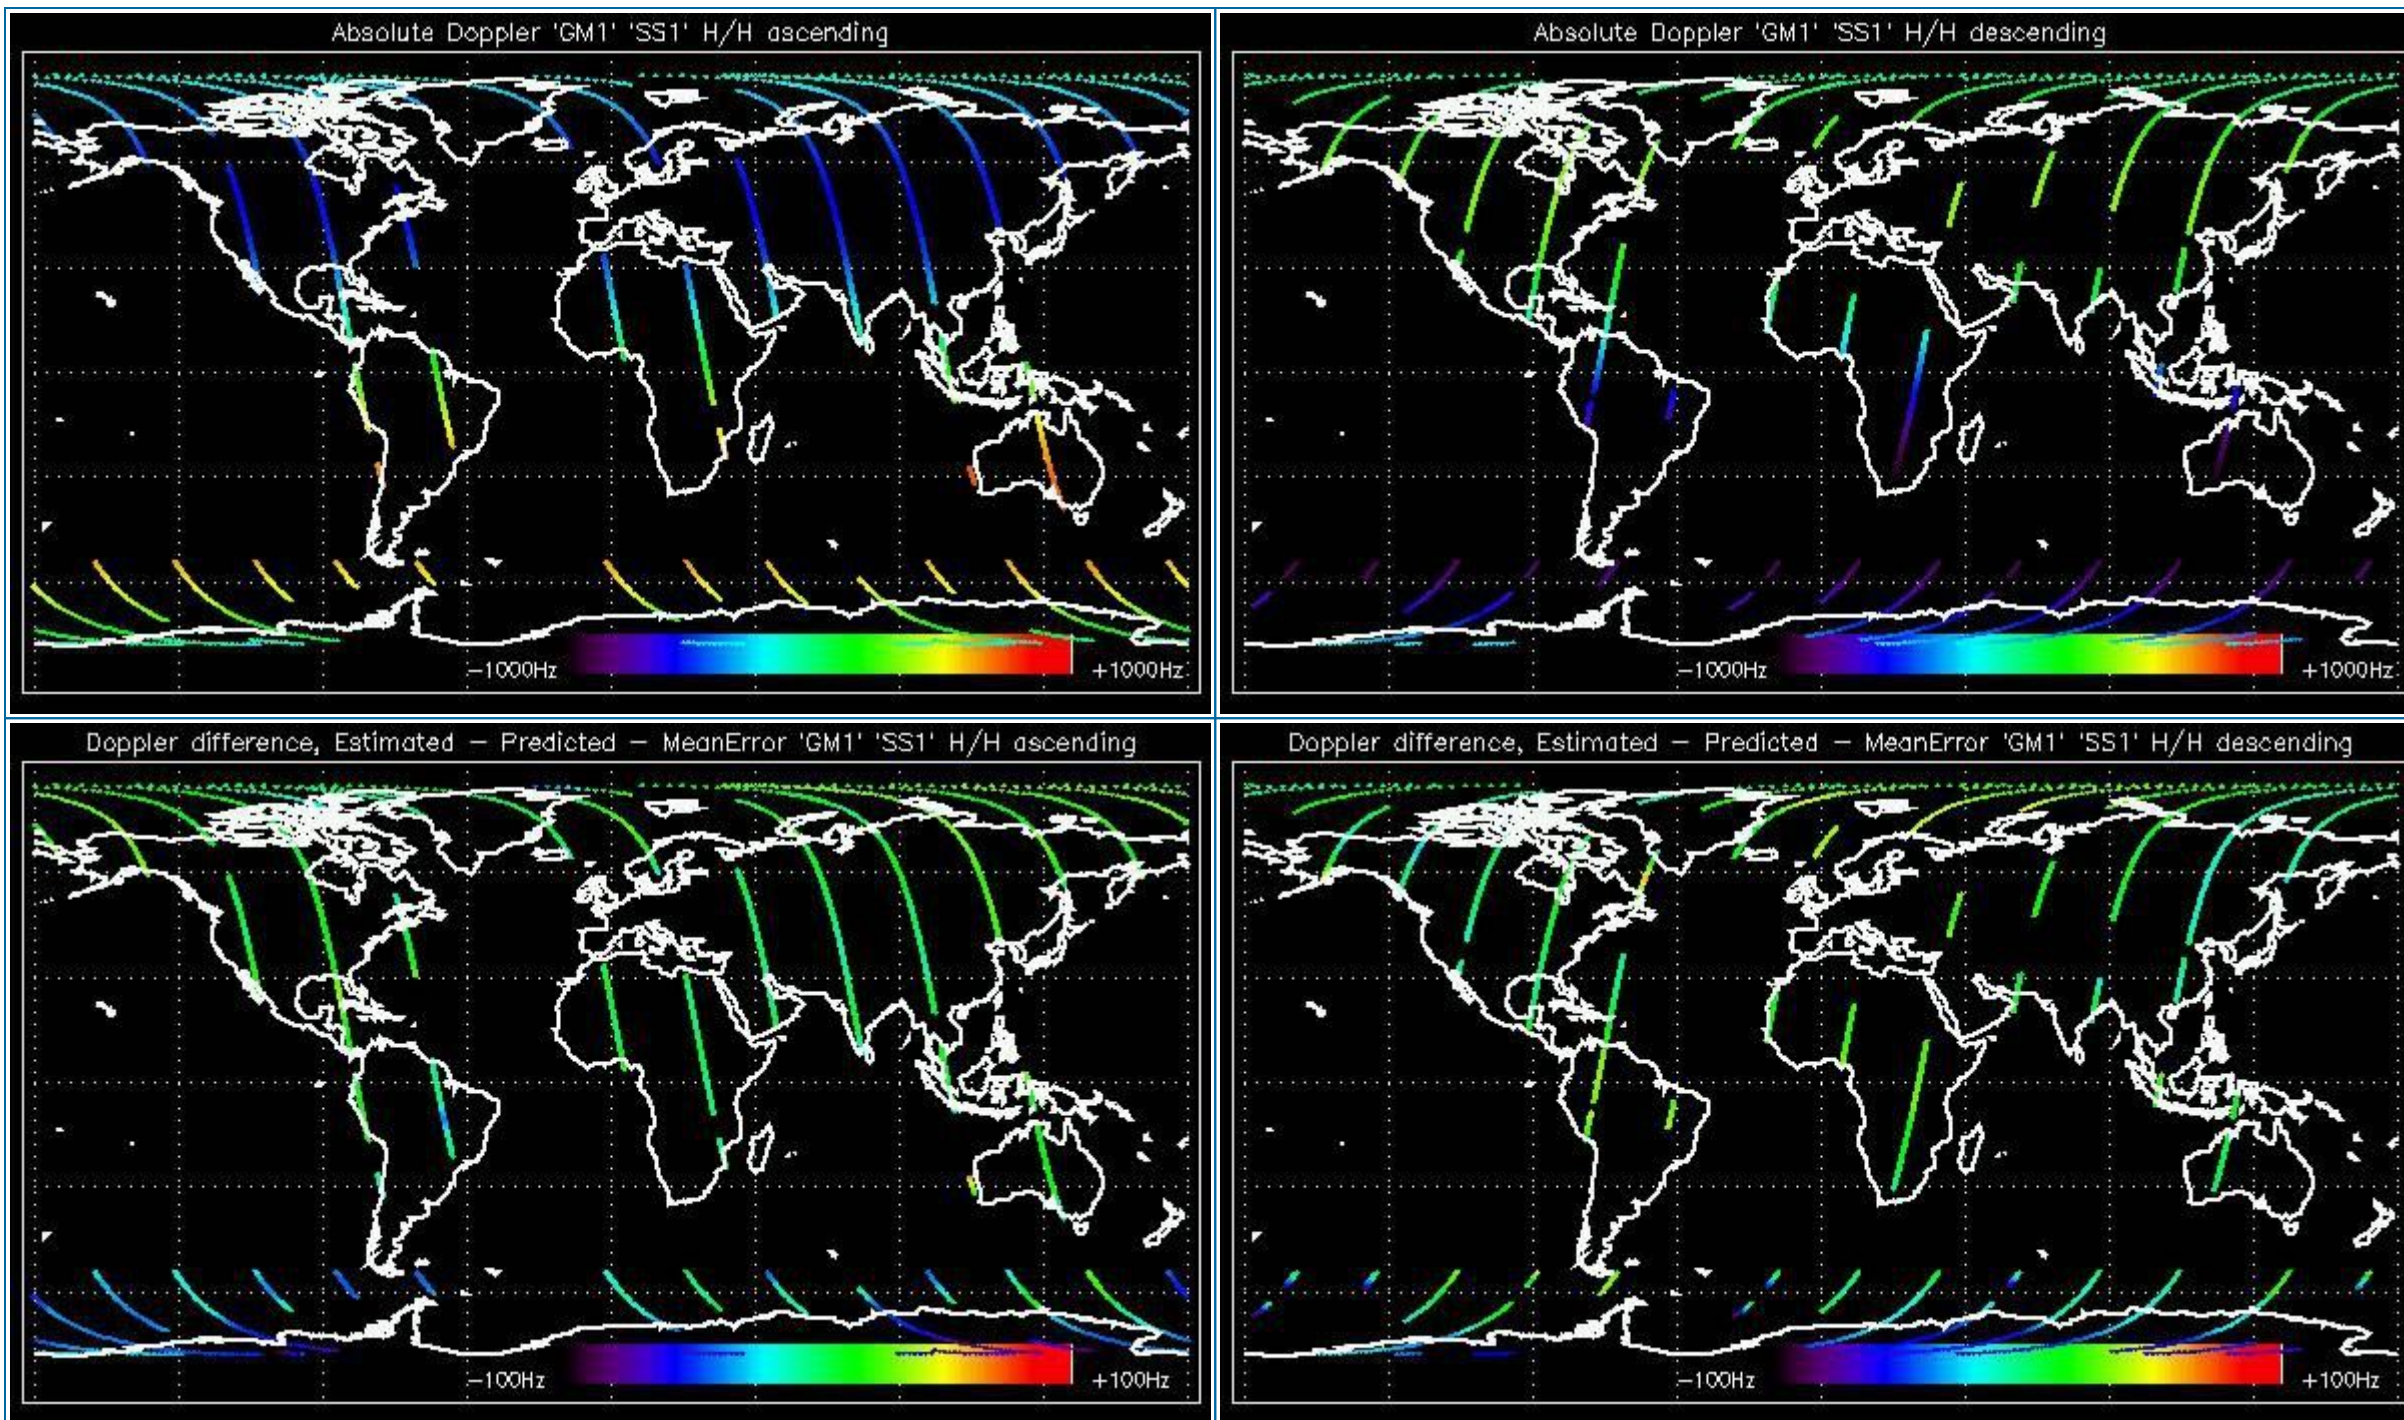 Absolute Doppler 'GM1' 'SS1' H/H ascending
-1000Hz
+1000Hz
Absolute Doppler 'GM1' 'SS1' H/H descending
-1000Hz
+1000Hz
Doppler difference, Estimated - Predicted - MeanError 'GM1' 'SS1' H/H ascending
-100Hz
+100Hz
Doppler difference, Estimated - Predicted - MeanError 'GM1' 'SS1' H/H descending
-100Hz
+100Hz